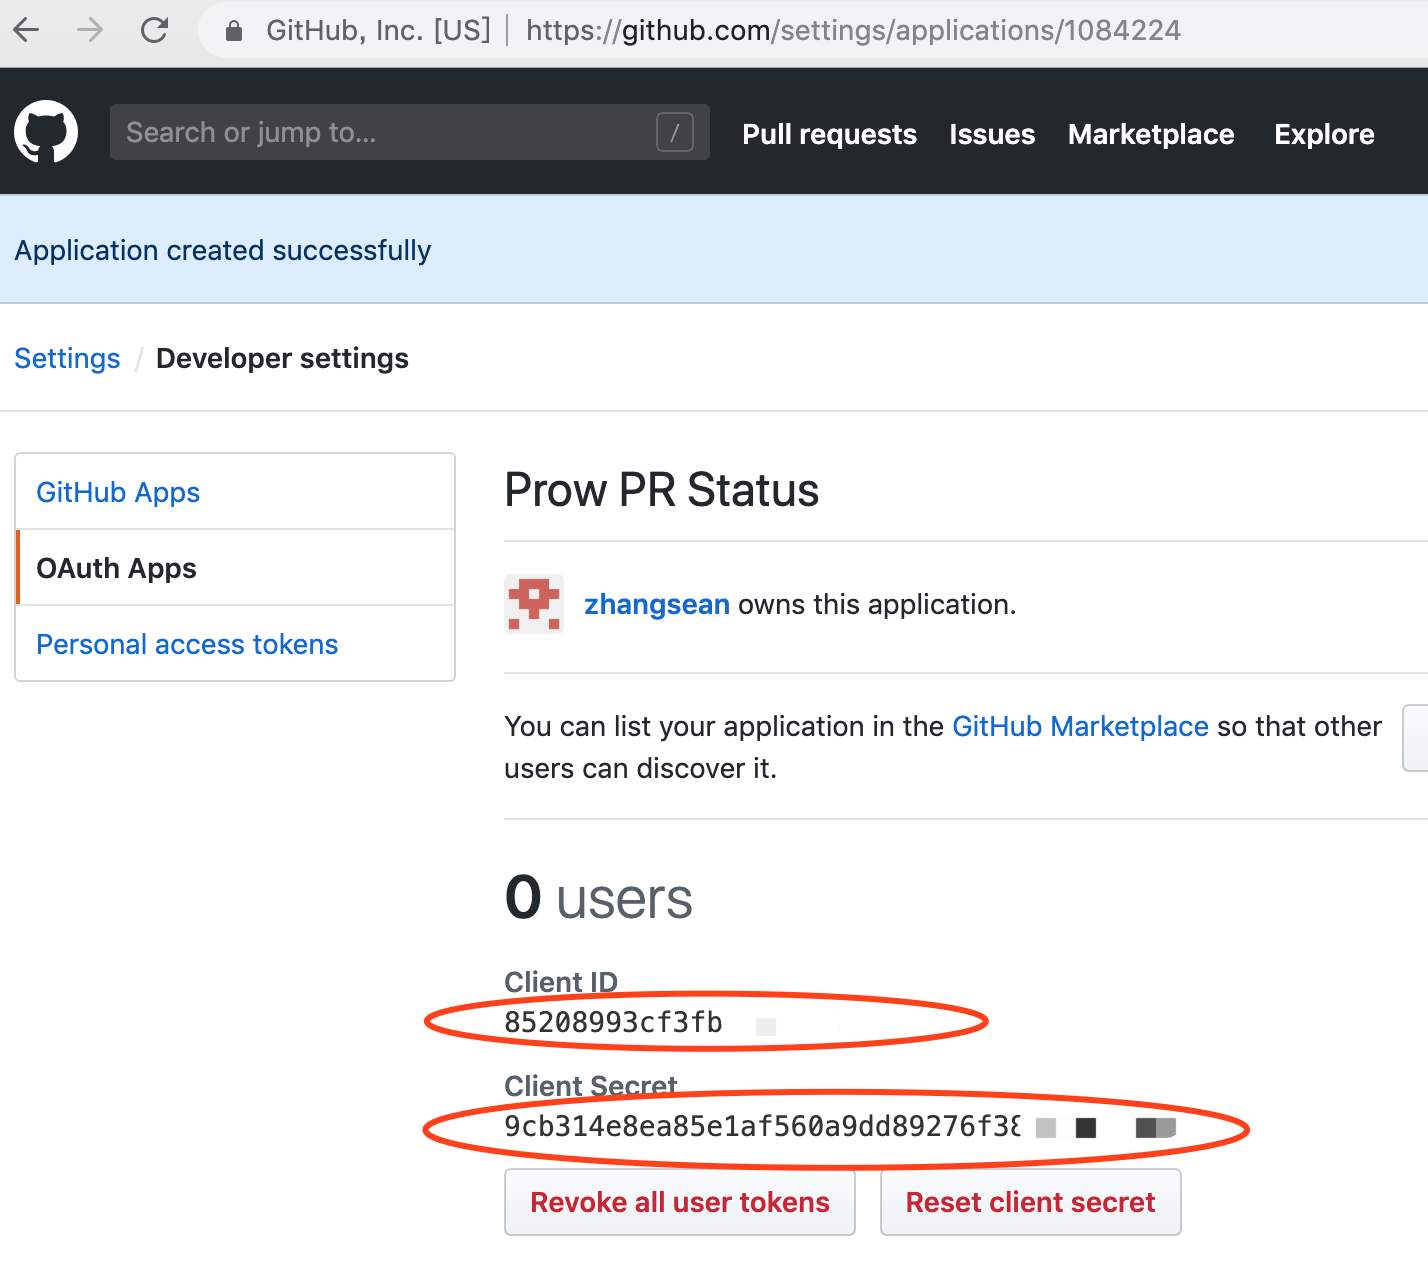 GitHub, Inc. [US] | https://github.com/settings/applications/1084224
Search or jump to... /
Pull requests Issues Marketplace Explore
Application created successfully
Settings / Developer settings
GitHub Apps
OAuth Apps
Personal access tokens
Prow PR Status
zhangsean owns this application.
You can list your application in the GitHub Marketplace so that other
users can discover it.
0 users
Client ID
85208993cf3fb
Client Secret
9cb314e8ea85e1af560a9dd89276f38
Revoke all user tokens
Reset client secret